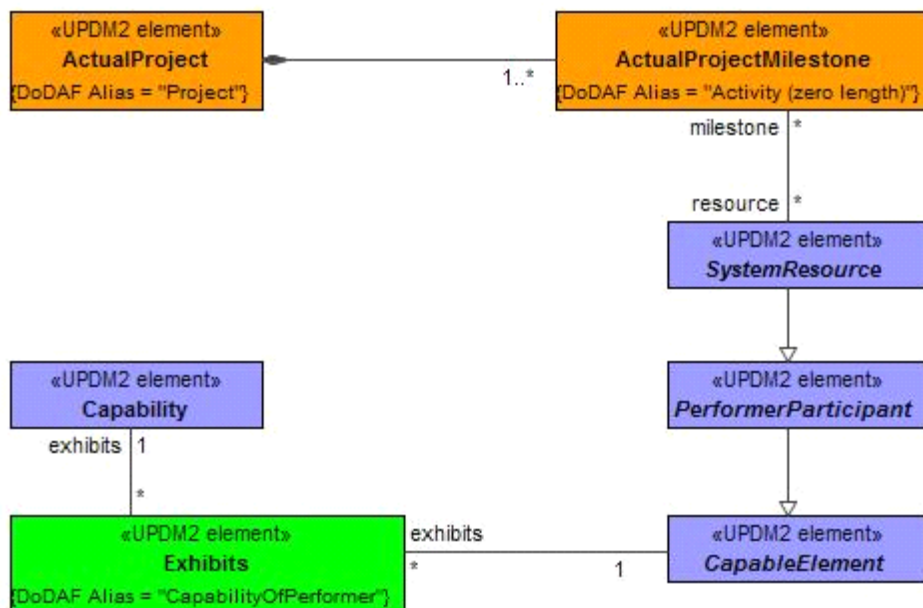 «UPDM2 element»
ActualProject
{DoDAF Alias = "Project"}
1..*
«UPDM2 element»
ActualProjectMilestone
{DoDAF Alias = "Activity (zero length)"}
milestone *
resource *
«UPDM2 element»
SystemResource
«UPDM2 element»
Capability
exhibits 1
*
«UPDM2 element»
PerformerParticipant
«UPDM2 element»
Exhibits
{DoDAF Alias = "CapabilityOfPerformer"}
exhibits
* 1
«UPDM2 element»
CapableElement